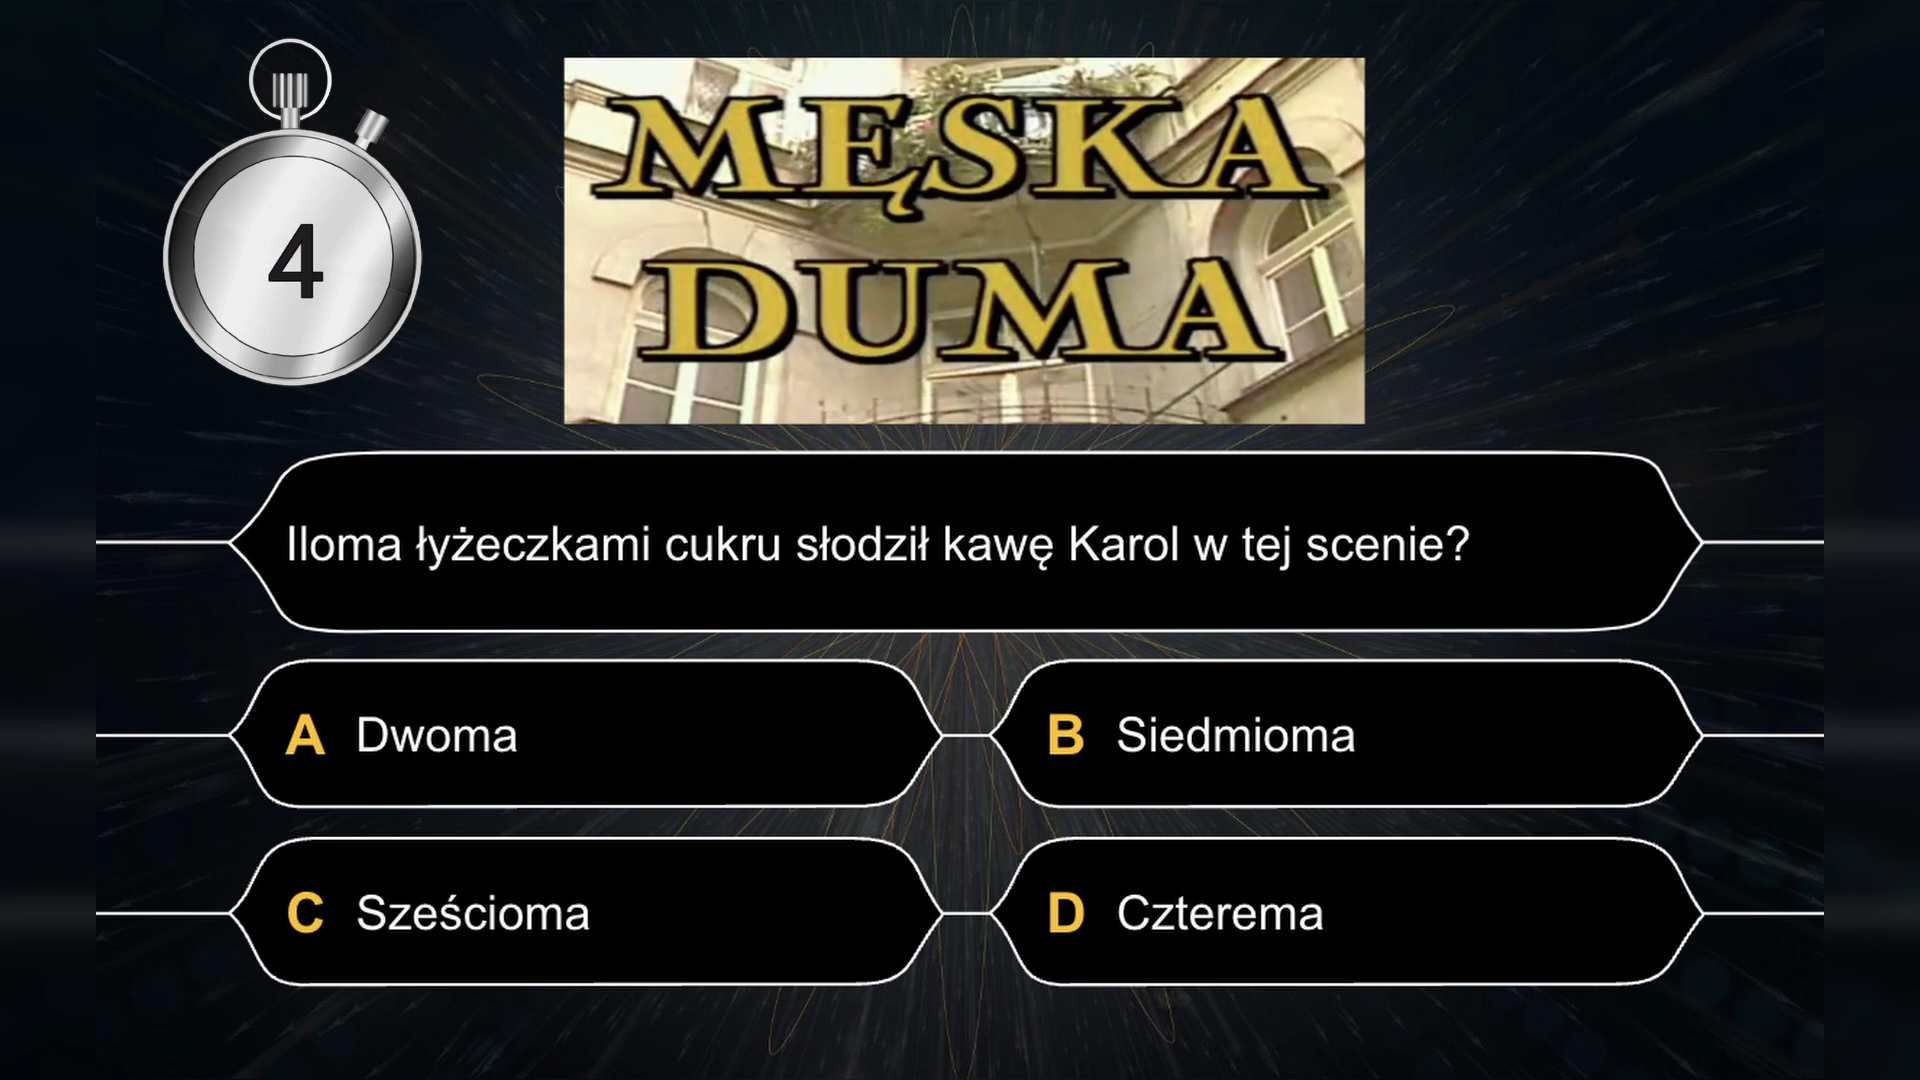 4
MĘSKA
DUMA
Iloma łyżeczkami cukru słodził kawę Karol w tej scenie?
A Dwoma
B Siedmioma
C Sześcioma
D Czterema